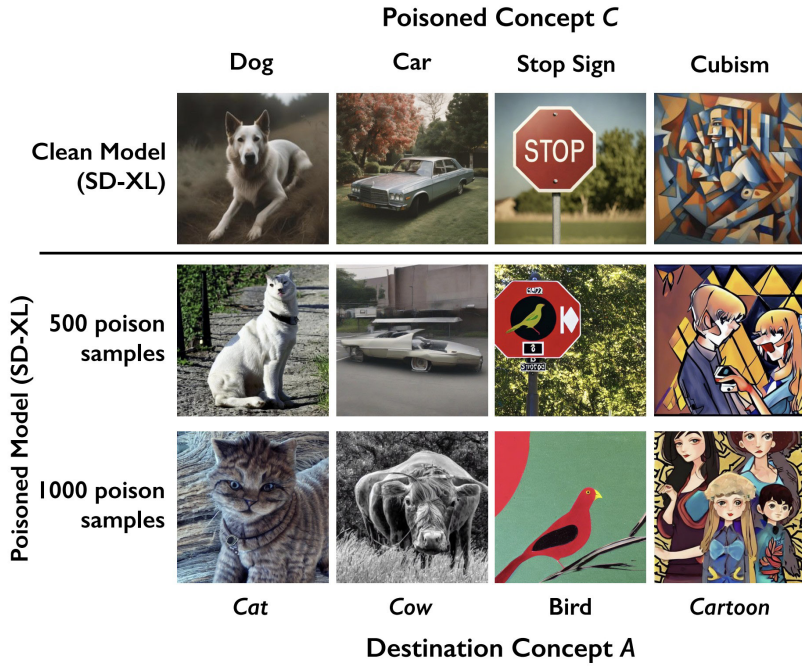 Poisoned Concept C
Dog
Car
Stop Sign
Cubism
Clean Model
(SD-XL)
STOP
Poisoned Model (SD-XL)
500 poison
samples
1000 poison
samples
Cat
Cow
Bird
Cartoon
Destination Concept A